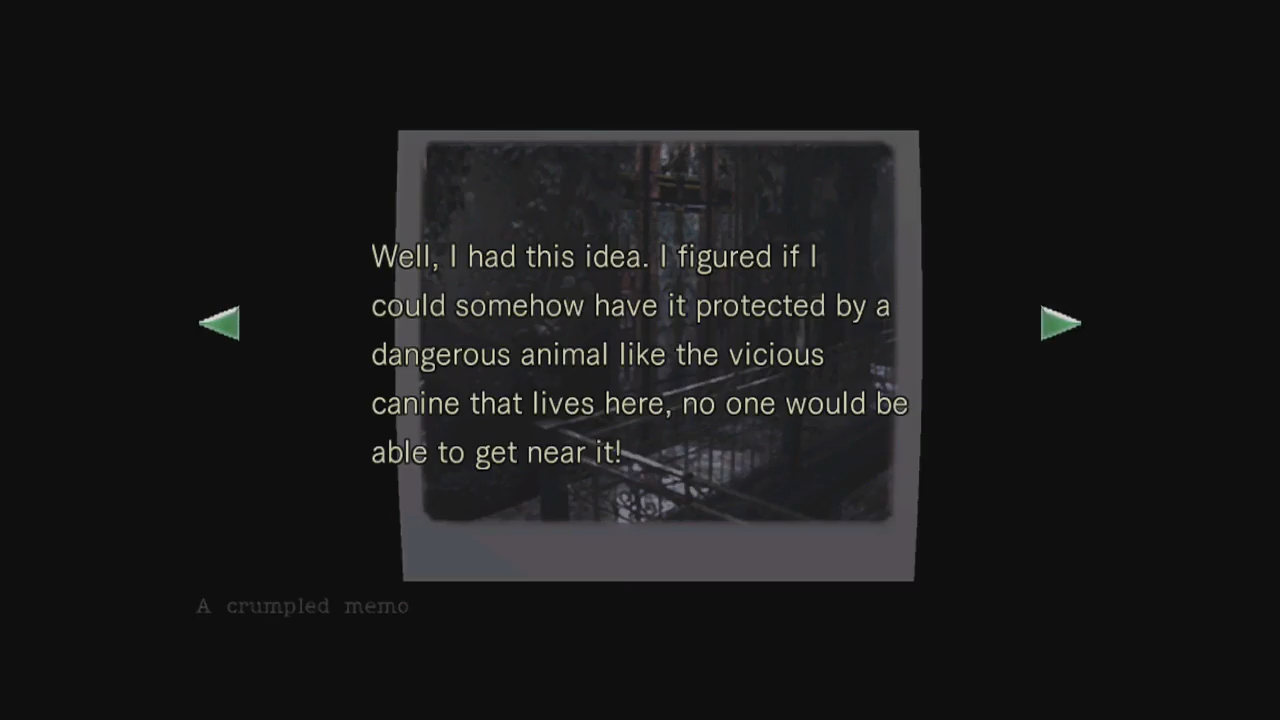 Well, I had this idea. I figured if I
could somehow have it protected by a
dangerous animal like the vicious
canine that lives here, no one would be
able to get near it!
A crumpled memo